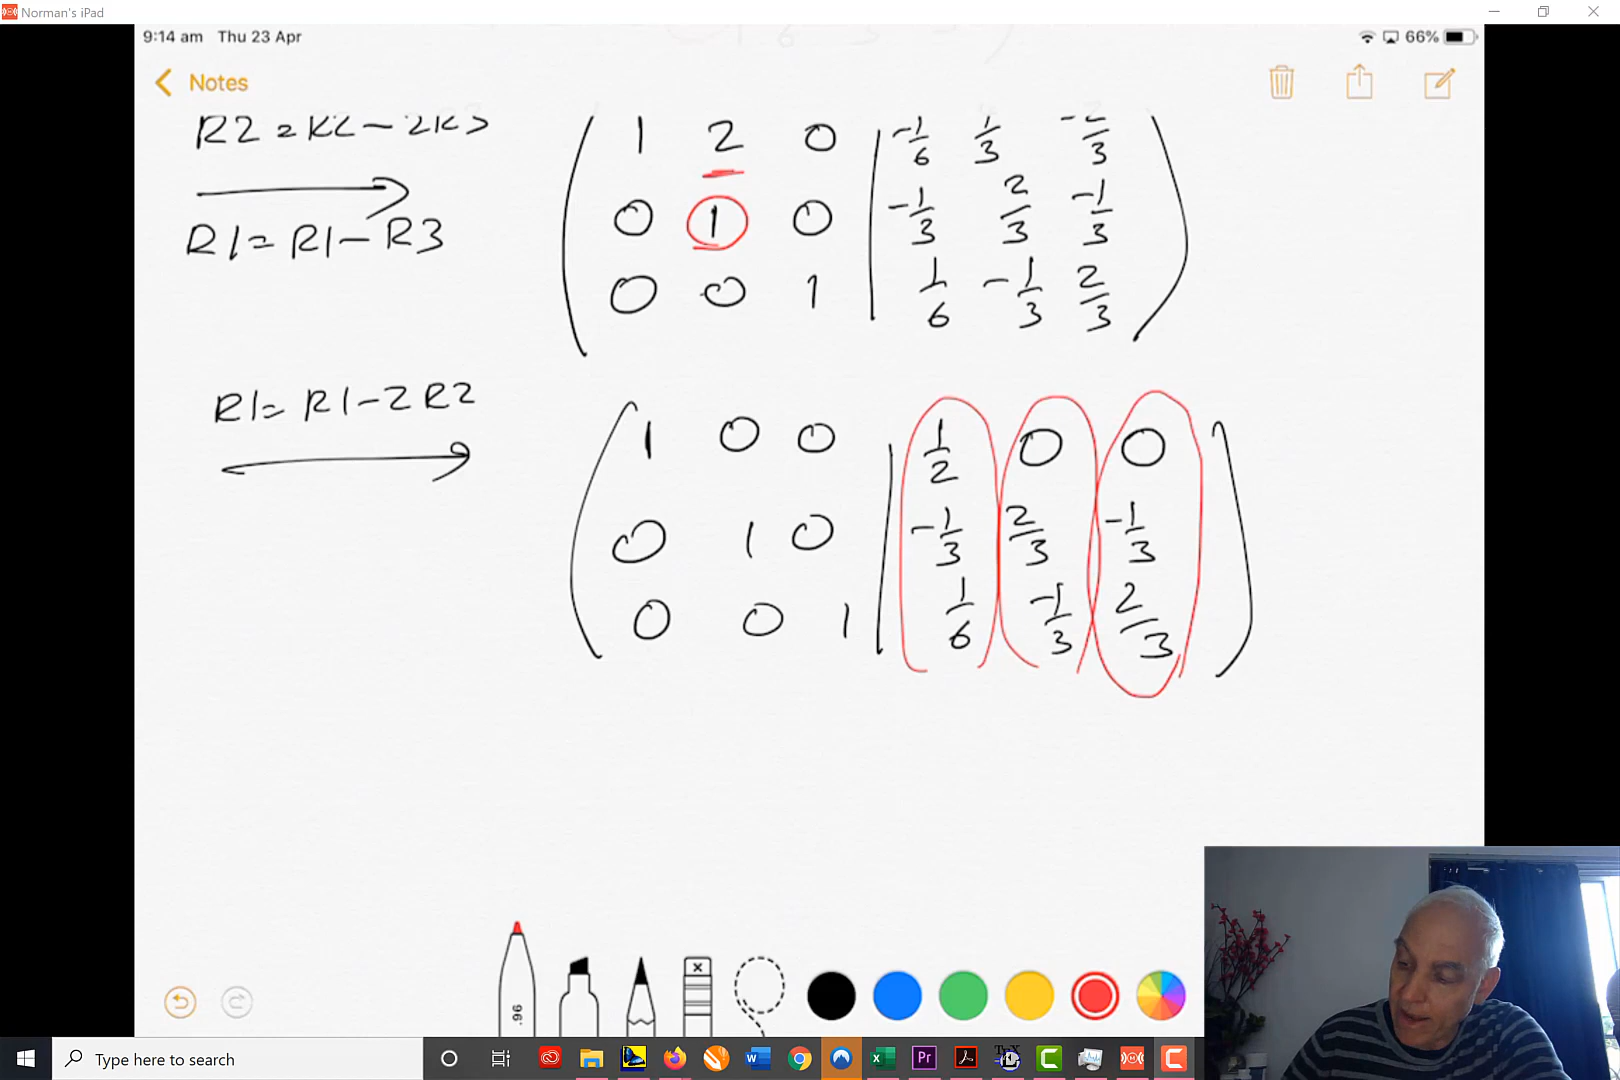 Norman's iPad
9:14 am Thu 23 Apr 66%
Notes
R2 = R2 - 2R3
R1 = R1 - R3
1 2 0 | -1/6 1/3 -2/3
0 1 0 | -1/3 2/3 -1/3
0 0 1 | 1/6 -1/3 2/3
R1 = R1 - 2R2
1 0 0 | 1/2 0 0
0 1 0 | -1/3 2/3 -1/3
0 0 1 | 1/6 -1/3 2/3
.96
Type here to search